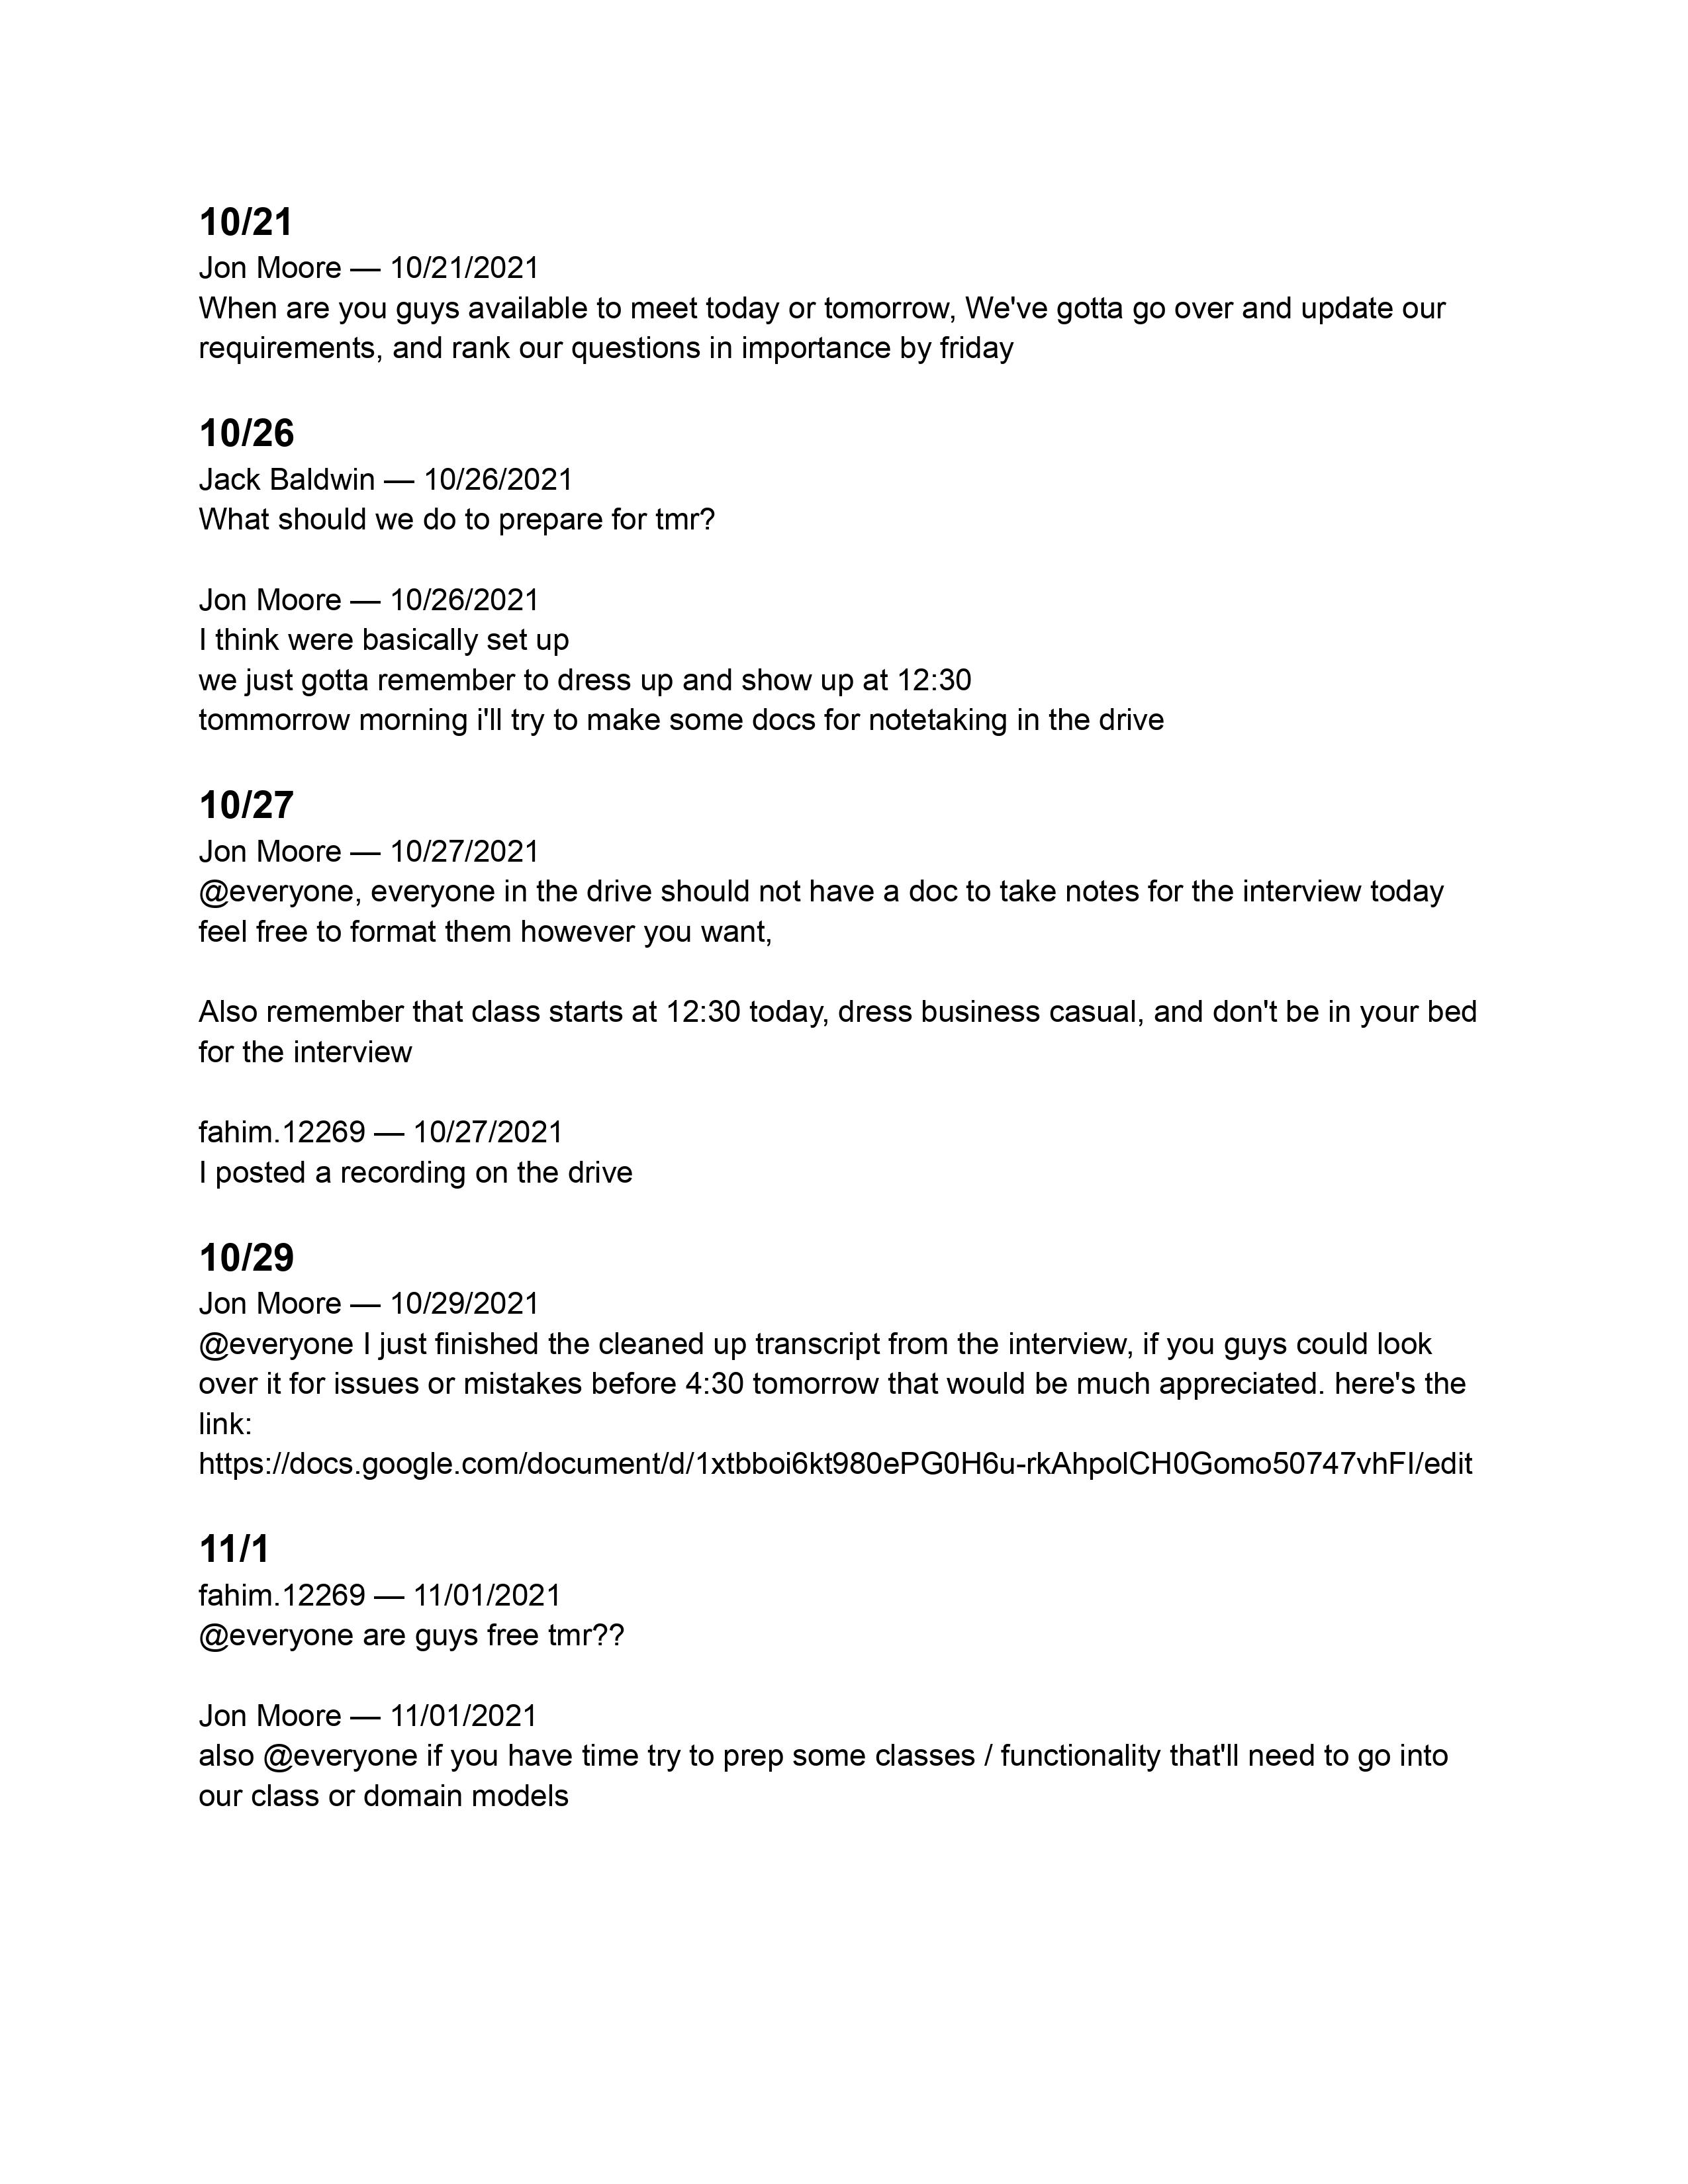 10/21
Jon Moore — 10/21/2021
When are you guys available to meet today or tomorrow, We've gotta go over and update our
requirements, and rank our questions in importance by friday
10/26
Jack Baldwin — 10/26/2021
What should we do to prepare for tmr?
Jon Moore — 10/26/2021
I think were basically set up
we just gotta remember to dress up and show up at 12:30
tommorrow morning i'll try to make some docs for notetaking in the drive
10/27
Jon Moore — 10/27/2021
@everyone, everyone in the drive should not have a doc to take notes for the interview today
feel free to format them however you want,
Also remember that class starts at 12:30 today, dress business casual, and don't be in your bed
for the interview
fahim.12269 — 10/27/2021
I posted a recording on the drive
10/29
Jon Moore — 10/29/2021
@everyone I just finished the cleaned up transcript from the interview, if you guys could look
over it for issues or mistakes before 4:30 tomorrow that would be much appreciated. here's the
link:
https://docs.google.com/document/d/1xtbboi6kt980ePG0H6u-rkAhpolCH0Gomo50747vhFI/edit
11/1
fahim.12269 — 11/01/2021
@everyone are guys free tmr??
Jon Moore — 11/01/2021
also @everyone if you have time try to prep some classes / functionality that'll need to go into
our class or domain models